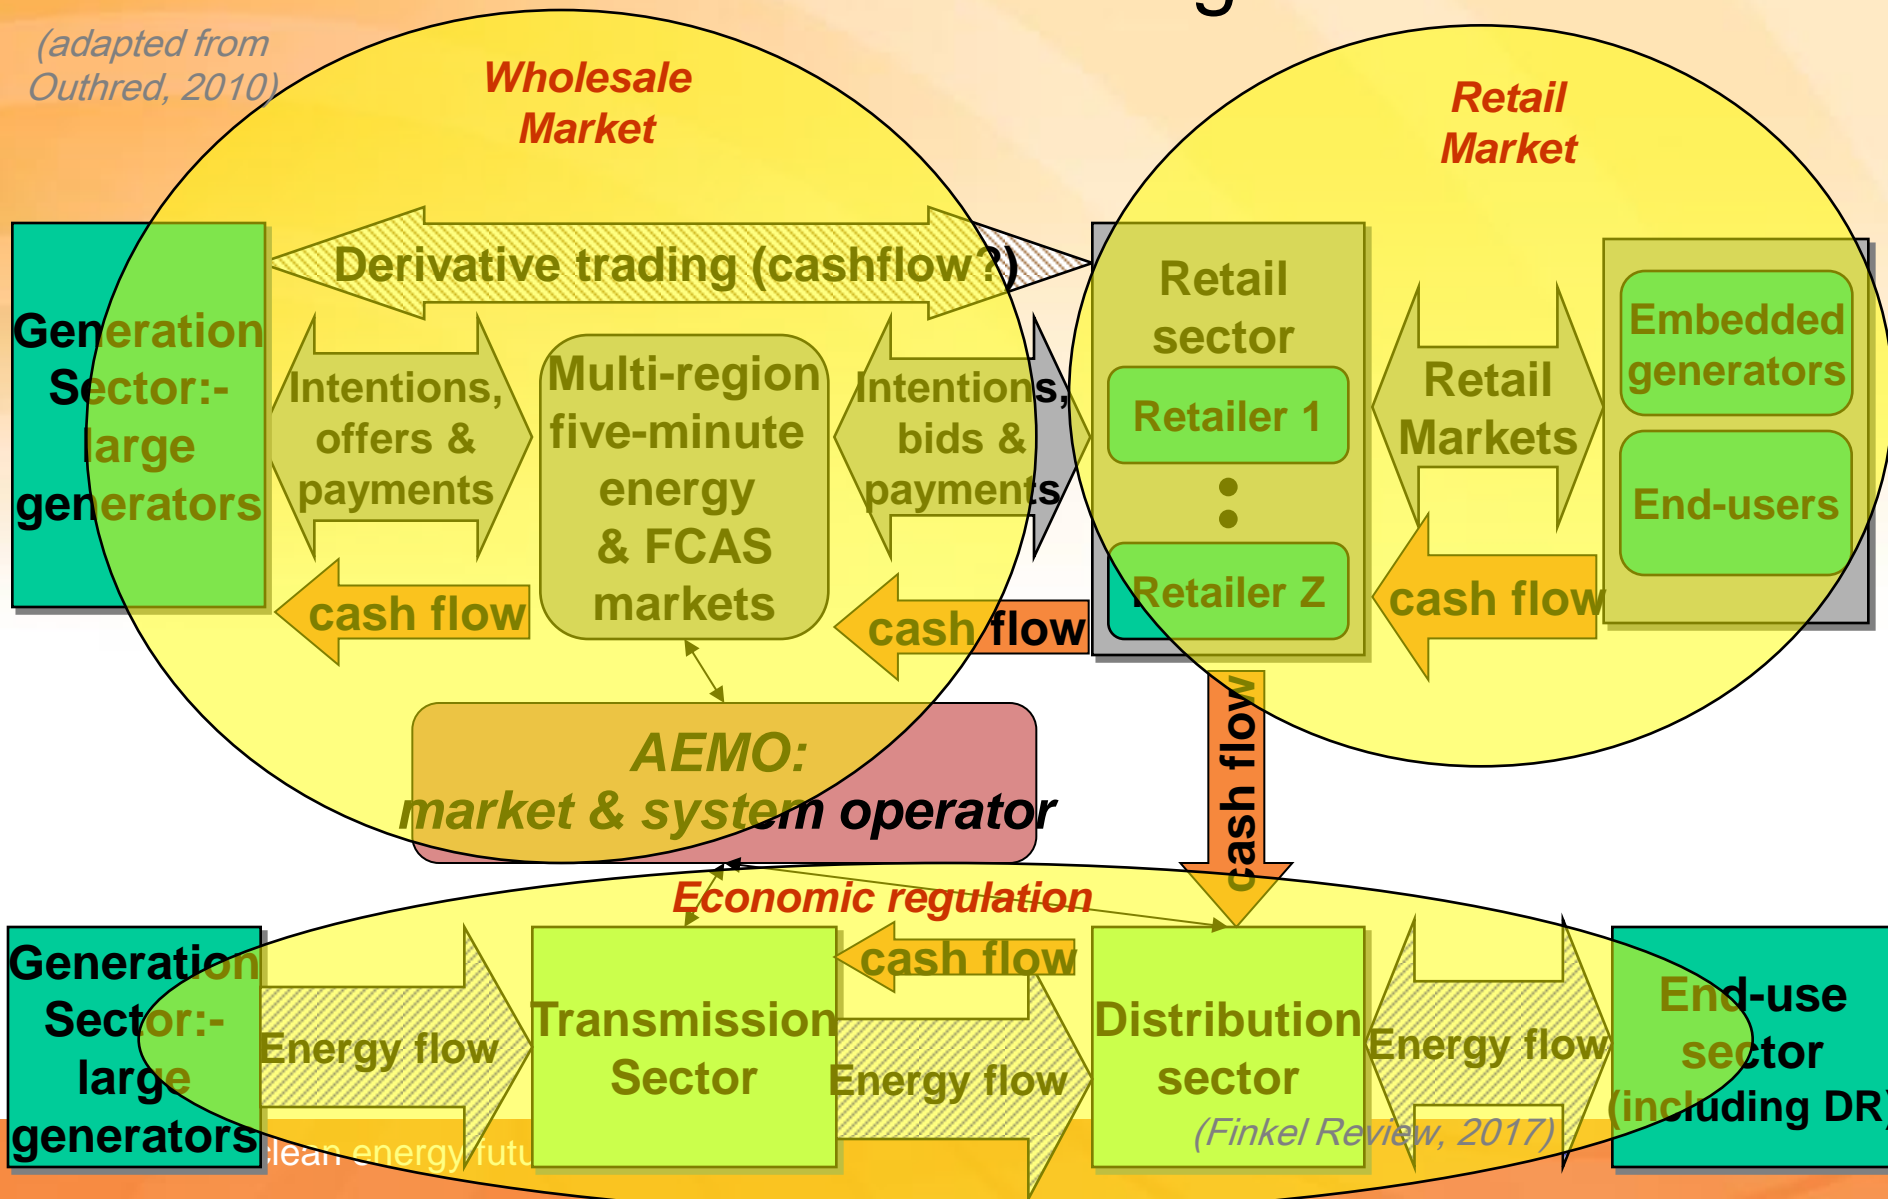 (adapted from
Outhred, 2010)
Wholesale
Market
Retail
Market
Derivative trading (cashflow?)
Generation
Sector:-
large
generators
Intentions,
offers &
payments
Multi-region
five-minute
energy
& FCAS
markets
Intentions,
bids &
payments
Retail
sector
Retailer 1
Retailer Z
Retail
Markets
Embedded
generators
End-users
cash flow
cash flow
cash flow
cash flow
AEMO:
market & system operator
Economic regulation
cash flow
Generation
Sector:-
large
generators
Energy flow
Transmission
Sector
Energy flow
Distribution
sector
Energy flow
End-use
sector
(including DR)
(Finkel Review, 2017)
energy